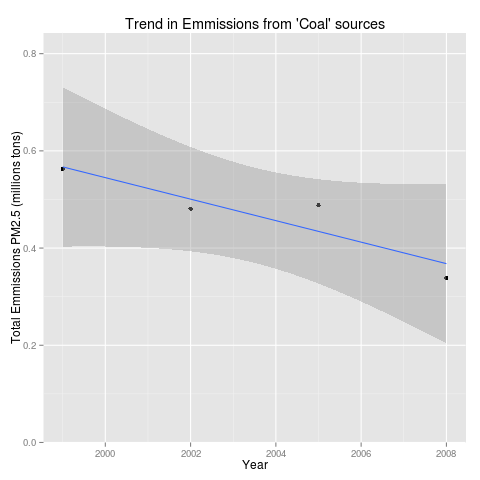 Trend in Emmissions from 'Coal' sources
Total Emmissions PM2.5 (millions tons)
0.8
0.6
0.4
0.2
0.0
2000 2002 2004 2006 2008
Year